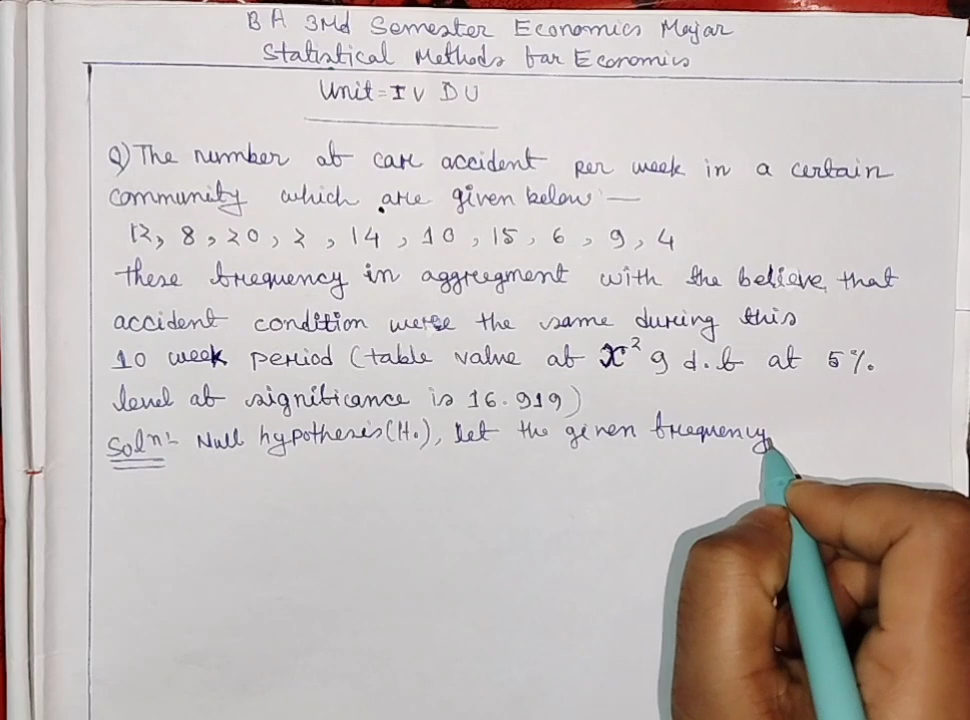 BA 3rd Semester Economics Major
Statistical Methods for Economics
Unit = IV DU
Q) The number of car accident per week in a certain
community which are given below :—
12, 8, 20, 2, 14, 10, 15, 6, 9, 4
these frequency in aggreegment with the believe that
accident condition were the same during this
10 week period (table value of x² 9 d.f at 5%
level of significance is 16.919)
Soln:- Null hypothesis (H₀), let the given frequency